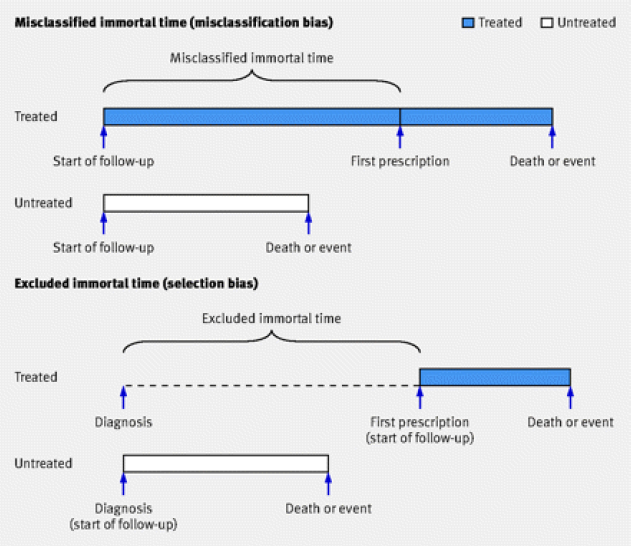 Misclassified immortal time (misclassification bias)
Treated
Untreated
Misclassified immortal time
Treated
Start of follow-up
First prescription
Death or event
Untreated
Start of follow-up
Death or event
Excluded immortal time (selection bias)
Excluded immortal time
Treated
Diagnosis
First prescription
(start of follow-up)
Death or event
Untreated
Diagnosis
(start of follow-up)
Death or event